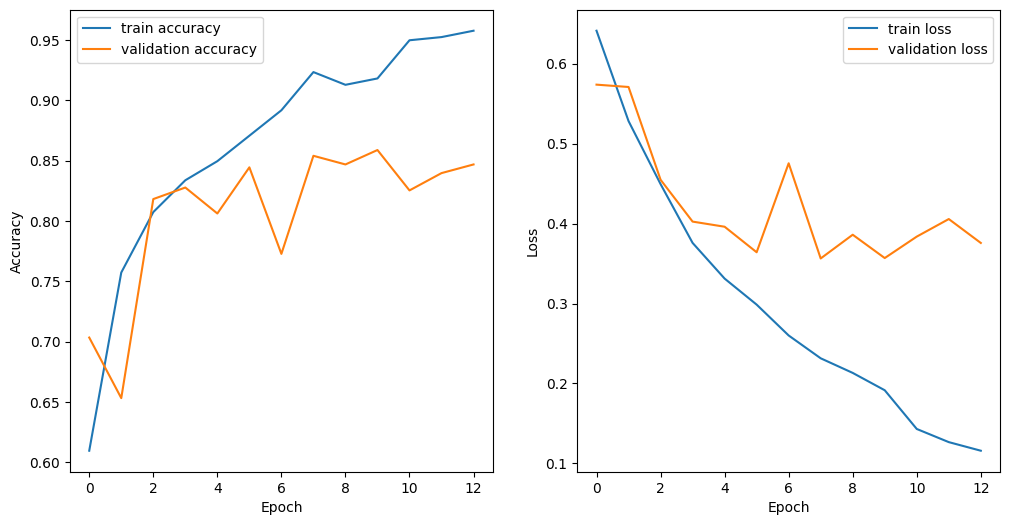 train accuracy
validation accuracy
0.95
0.90
0.85
0.80
0.75
0.70
0.65
0.60
Accuracy
0 2 4 6 8 10 12
Epoch
train loss
validation loss
0.6
0.5
0.4
0.3
0.2
0.1
Loss
0 2 4 6 8 10 12
Epoch